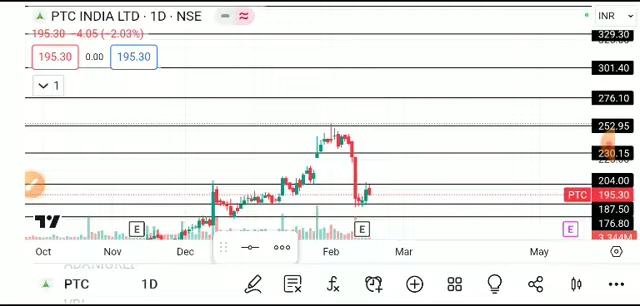 PTC INDIA LTD · 1D · NSE
INR
195.30 −4.05 (−2.03%)
329.30
195.30 0.00 195.30
301.40
1
276.10
252.95
230.15
204.00
PTC 195.30
187.50
176.80
E E E
3.344M
Oct Nov Dec Feb Mar May
PTC 1D